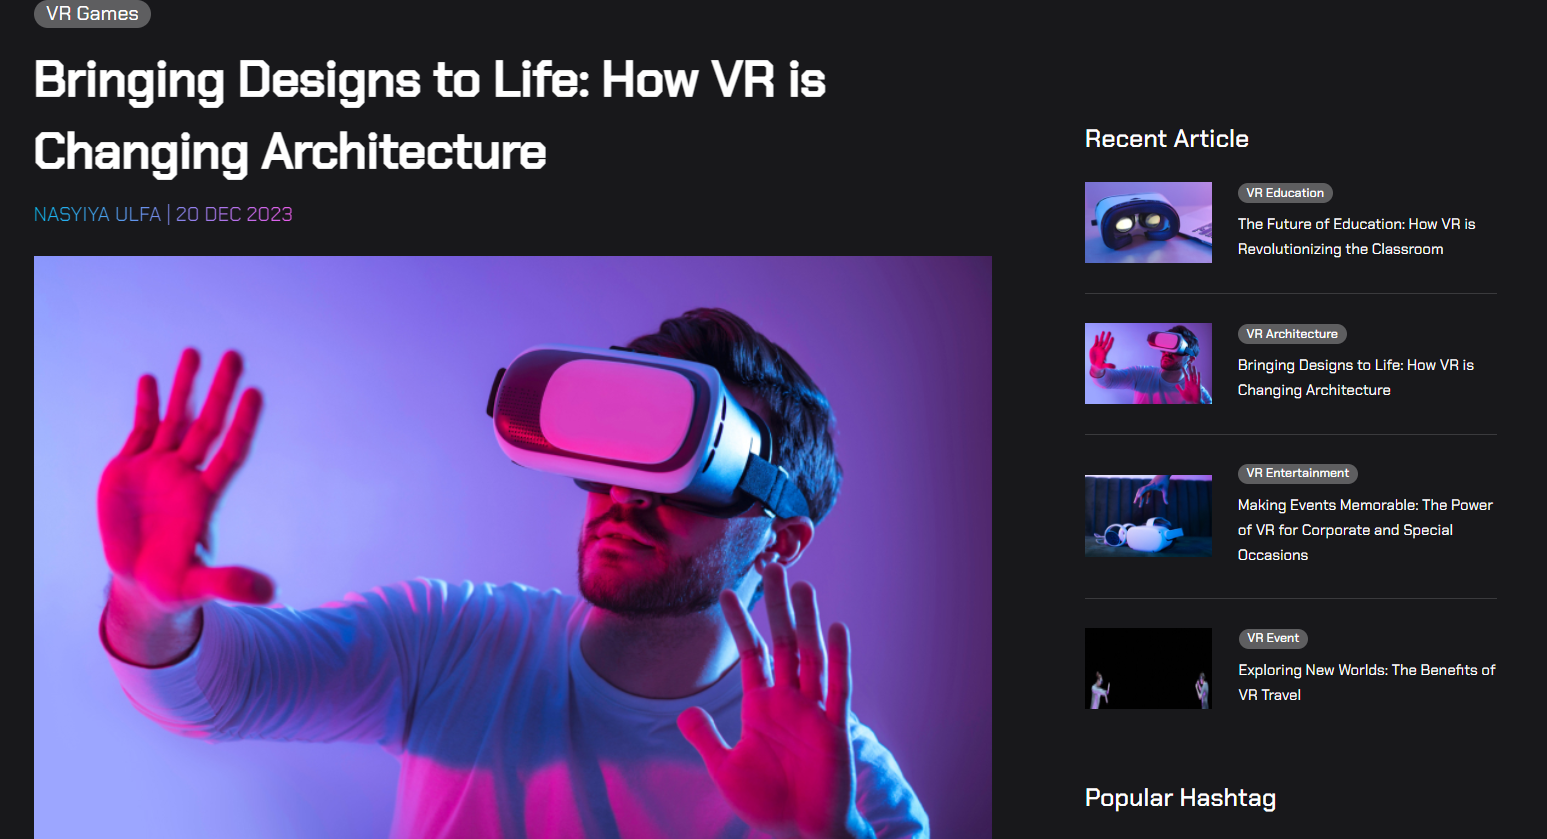 VR Games
Bringing Designs to Life: How VR is
Changing Architecture
NASYIYA ULFA | 20 DEC 2023
Recent Article
VR Education
The Future of Education: How VR is
Revolutionizing the Classroom
VR Architecture
Bringing Designs to Life: How VR is
Changing Architecture
VR Entertainment
Making Events Memorable: The Power
of VR for Corporate and Special
Occasions
VR Event
Exploring New Worlds: The Benefits of
VR Travel
Popular Hashtag